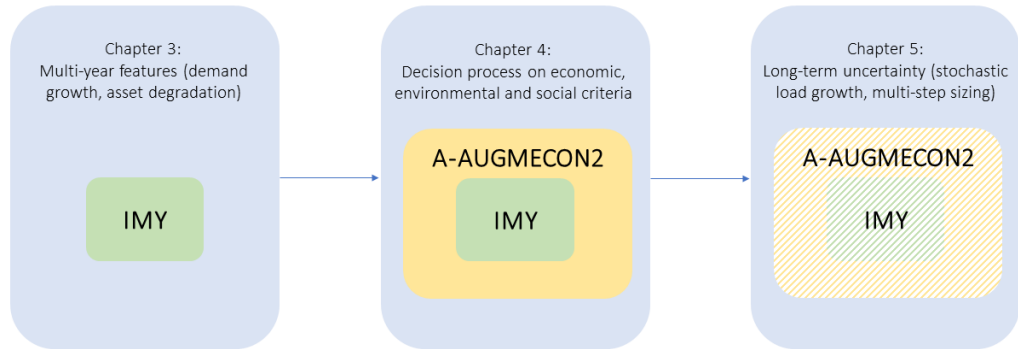 Chapter 3:
Multi-year features (demand
growth, asset degradation)
IMY
Chapter 4:
Decision process on economic,
environmental and social criteria
A-AUGMECON2
IMY
Chapter 5:
Long-term uncertainty (stochastic
load growth, multi-step sizing)
A-AUGMECON2
IMY